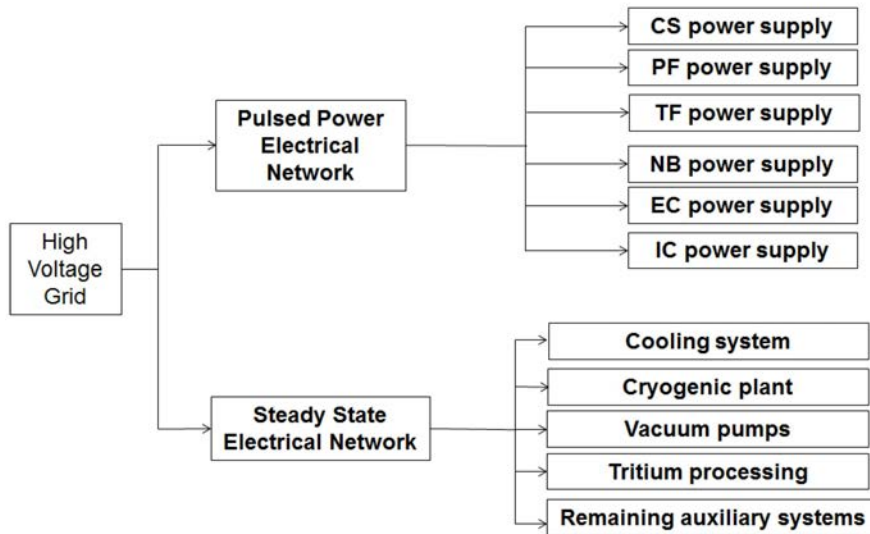 CS power supply
PF power supply
TF power supply
NB power supply
EC power supply
IC power supply
Pulsed Power
Electrical
Network
High
Voltage
Grid
Steady State
Electrical Network
Cooling system
Cryogenic plant
Vacuum pumps
Tritium processing
Remaining auxiliary systems